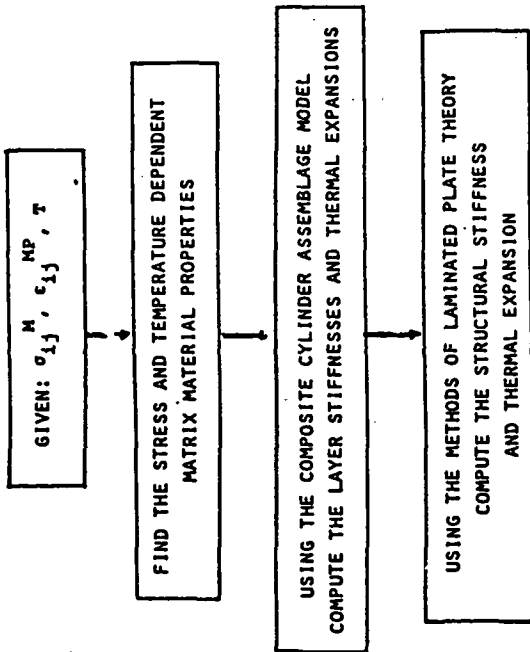 GIVEN: σ_ij^M, ε_ij^MP, T
FIND THE STRESS AND TEMPERATURE DEPENDENT
MATRIX MATERIAL PROPERTIES
USING THE COMPOSITE CYLINDER ASSEMBLAGE MODEL
COMPUTE THE LAYER STIFFNESSES AND THERMAL EXPANSIONS
USING THE METHODS OF LAMINATED PLATE THEORY
COMPUTE THE STRUCTURAL STIFFNESS
AND THERMAL EXPANSION